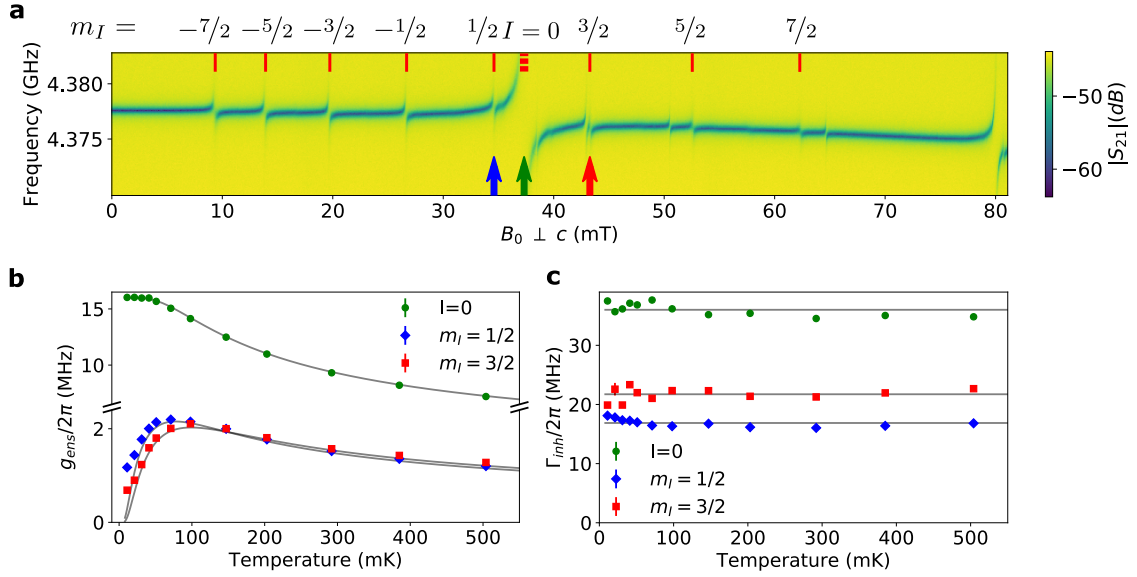 a
m_I = −7/2 −5/2 −3/2 −1/2 1/2 I = 0 3/2 5/2 7/2
Frequency (GHz)
4.380
4.375
0 10 20 30 40 50 60 70 80
B_0 ⊥ c (mT)
−50
−60
|S_21|(dB)
b
g_ens/2π (MHz)
15
10
2
0
I=0
m_I = 1/2
m_I = 3/2
0 100 200 300 400 500
Temperature (mK)
c
Γ_inh/2π (MHz)
30
20
10
0
I=0
m_I = 1/2
m_I = 3/2
0 100 200 300 400 500
Temperature (mK)